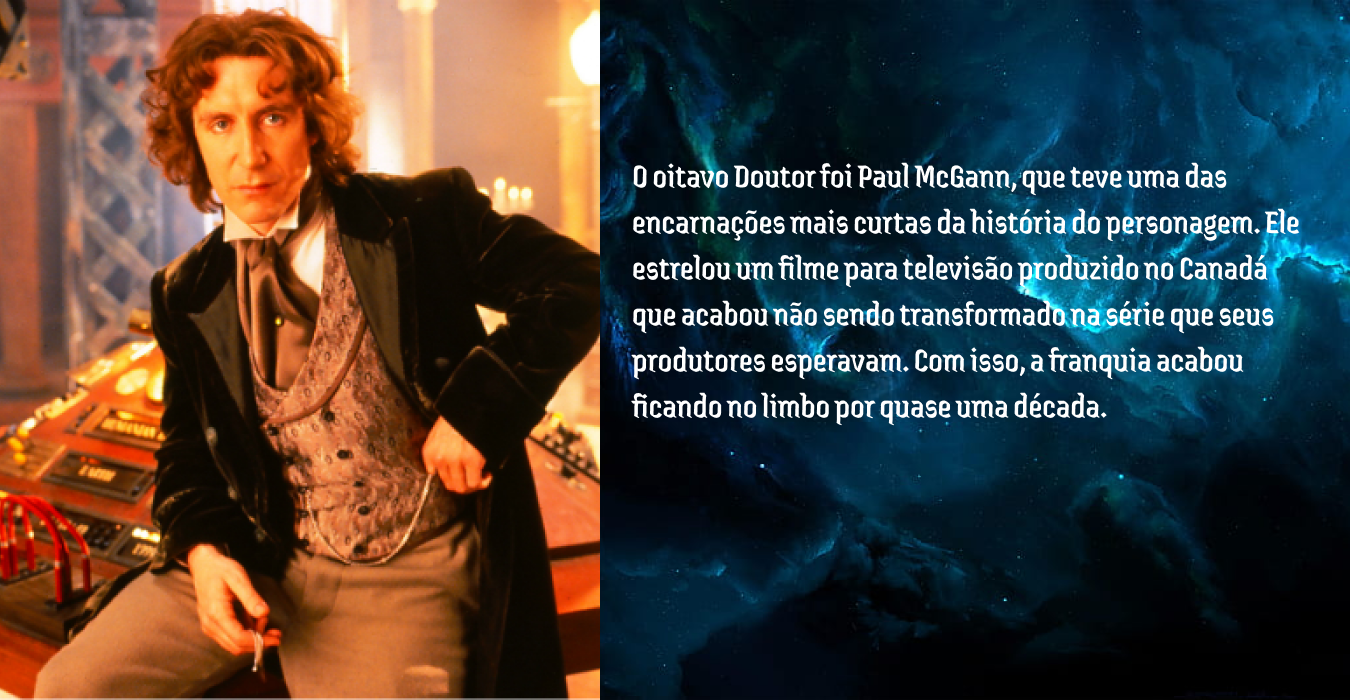 O oitavo Doutor foi Paul McGann, que teve uma das
encarnações mais curtas da história do personagem. Ele
estrelou um filme para televisão produzido no Canadá
que acabou não sendo transformado na série que seus
produtores esperavam. Com isso, a franquia acabou
ficando no limbo por quase uma década.